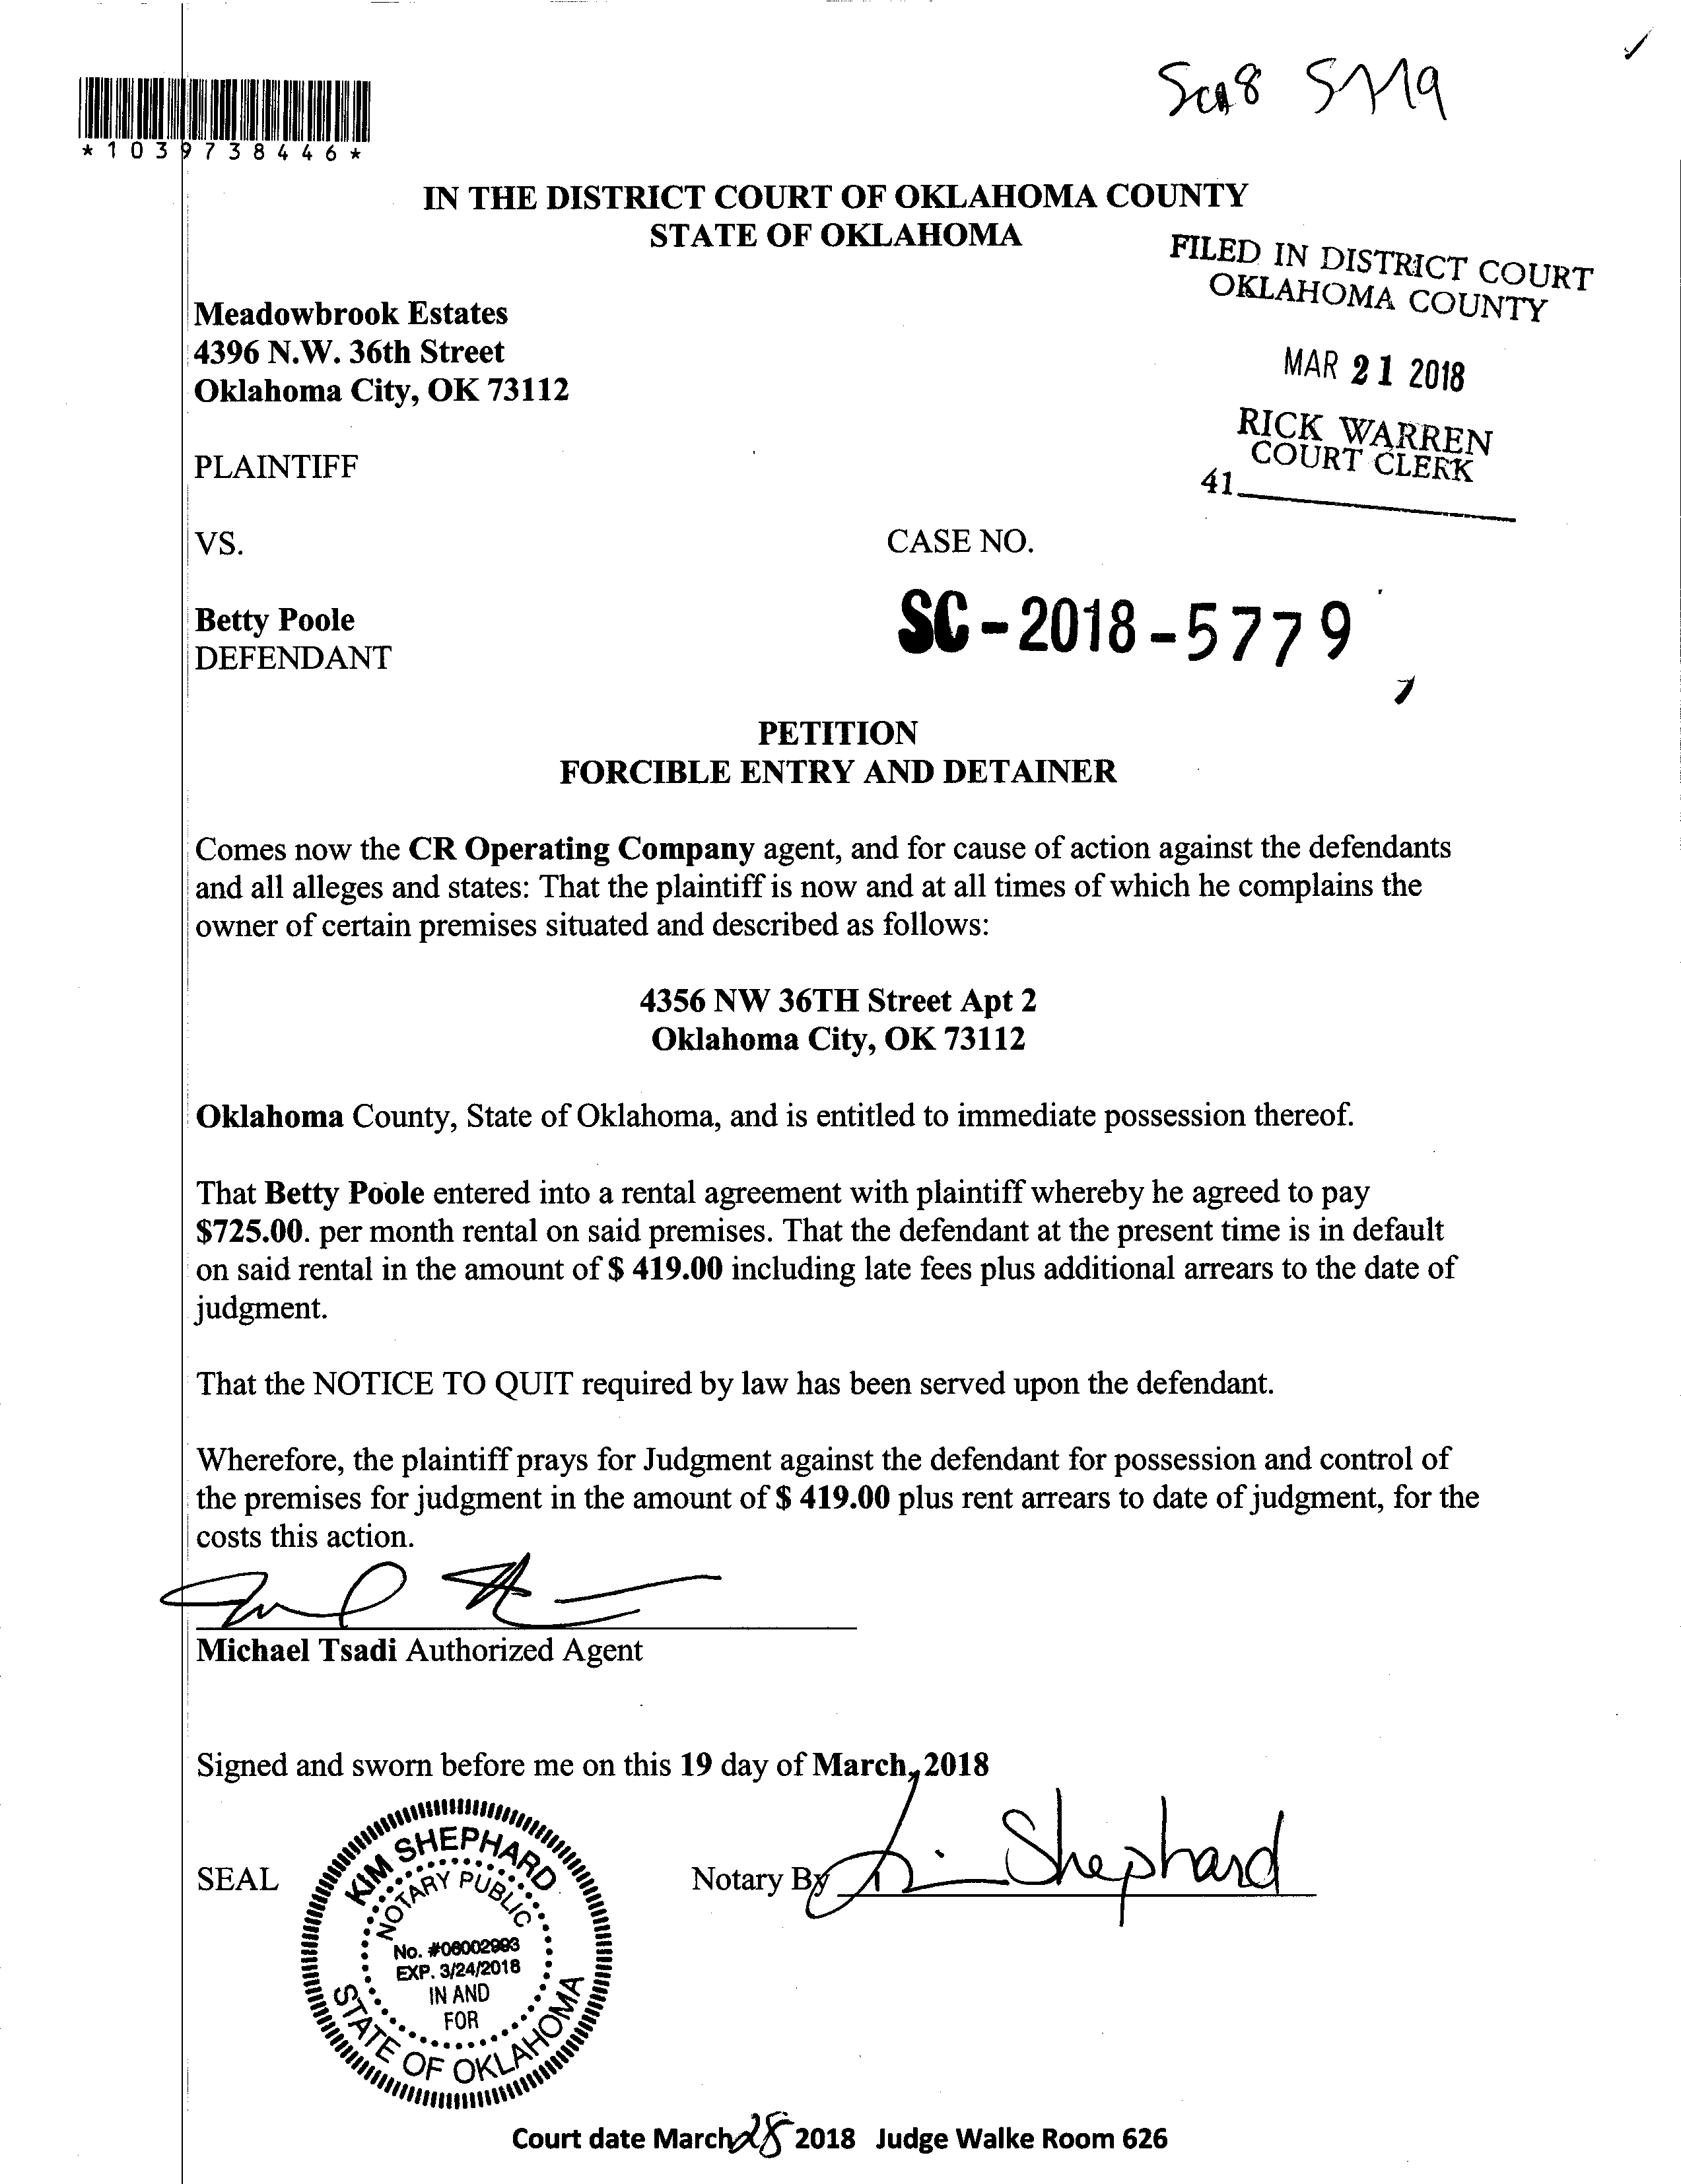 Sc18 5779
*1039738446*
IN THE DISTRICT COURT OF OKLAHOMA COUNTY
STATE OF OKLAHOMA
FILED IN DISTRICT COURT
OKLAHOMA COUNTY
MAR 21 2018
RICK WARREN
COURT CLERK
41
Meadowbrook Estates
4396 N.W. 36th Street
Oklahoma City, OK 73112
PLAINTIFF
VS.
CASE NO.
SC-2018-5779
Betty Poole
DEFENDANT
PETITION
FORCIBLE ENTRY AND DETAINER
Comes now the CR Operating Company agent, and for cause of action against the defendants
and all alleges and states: That the plaintiff is now and at all times of which he complains the
owner of certain premises situated and described as follows:
4356 NW 36TH Street Apt 2
Oklahoma City, OK 73112
Oklahoma County, State of Oklahoma, and is entitled to immediate possession thereof.
That Betty Poole entered into a rental agreement with plaintiff whereby he agreed to pay
$725.00. per month rental on said premises. That the defendant at the present time is in default
on said rental in the amount of $ 419.00 including late fees plus additional arrears to the date of
judgment.
That the NOTICE TO QUIT required by law has been served upon the defendant.
Wherefore, the plaintiff prays for Judgment against the defendant for possession and control of
the premises for judgment in the amount of $ 419.00 plus rent arrears to date of judgment, for the
costs this action.
Michael Tsadi Authorized Agent
Signed and sworn before me on this 19 day of March, 2018
SEAL
KIM SHEPHARD
NOTARY PUBLIC
No. #06002993
EXP. 3/24/2018
IN AND
FOR
STATE OF OKLAHOMA
Notary By Kim Shephard
Court date March 28 2018 Judge Walke Room 626